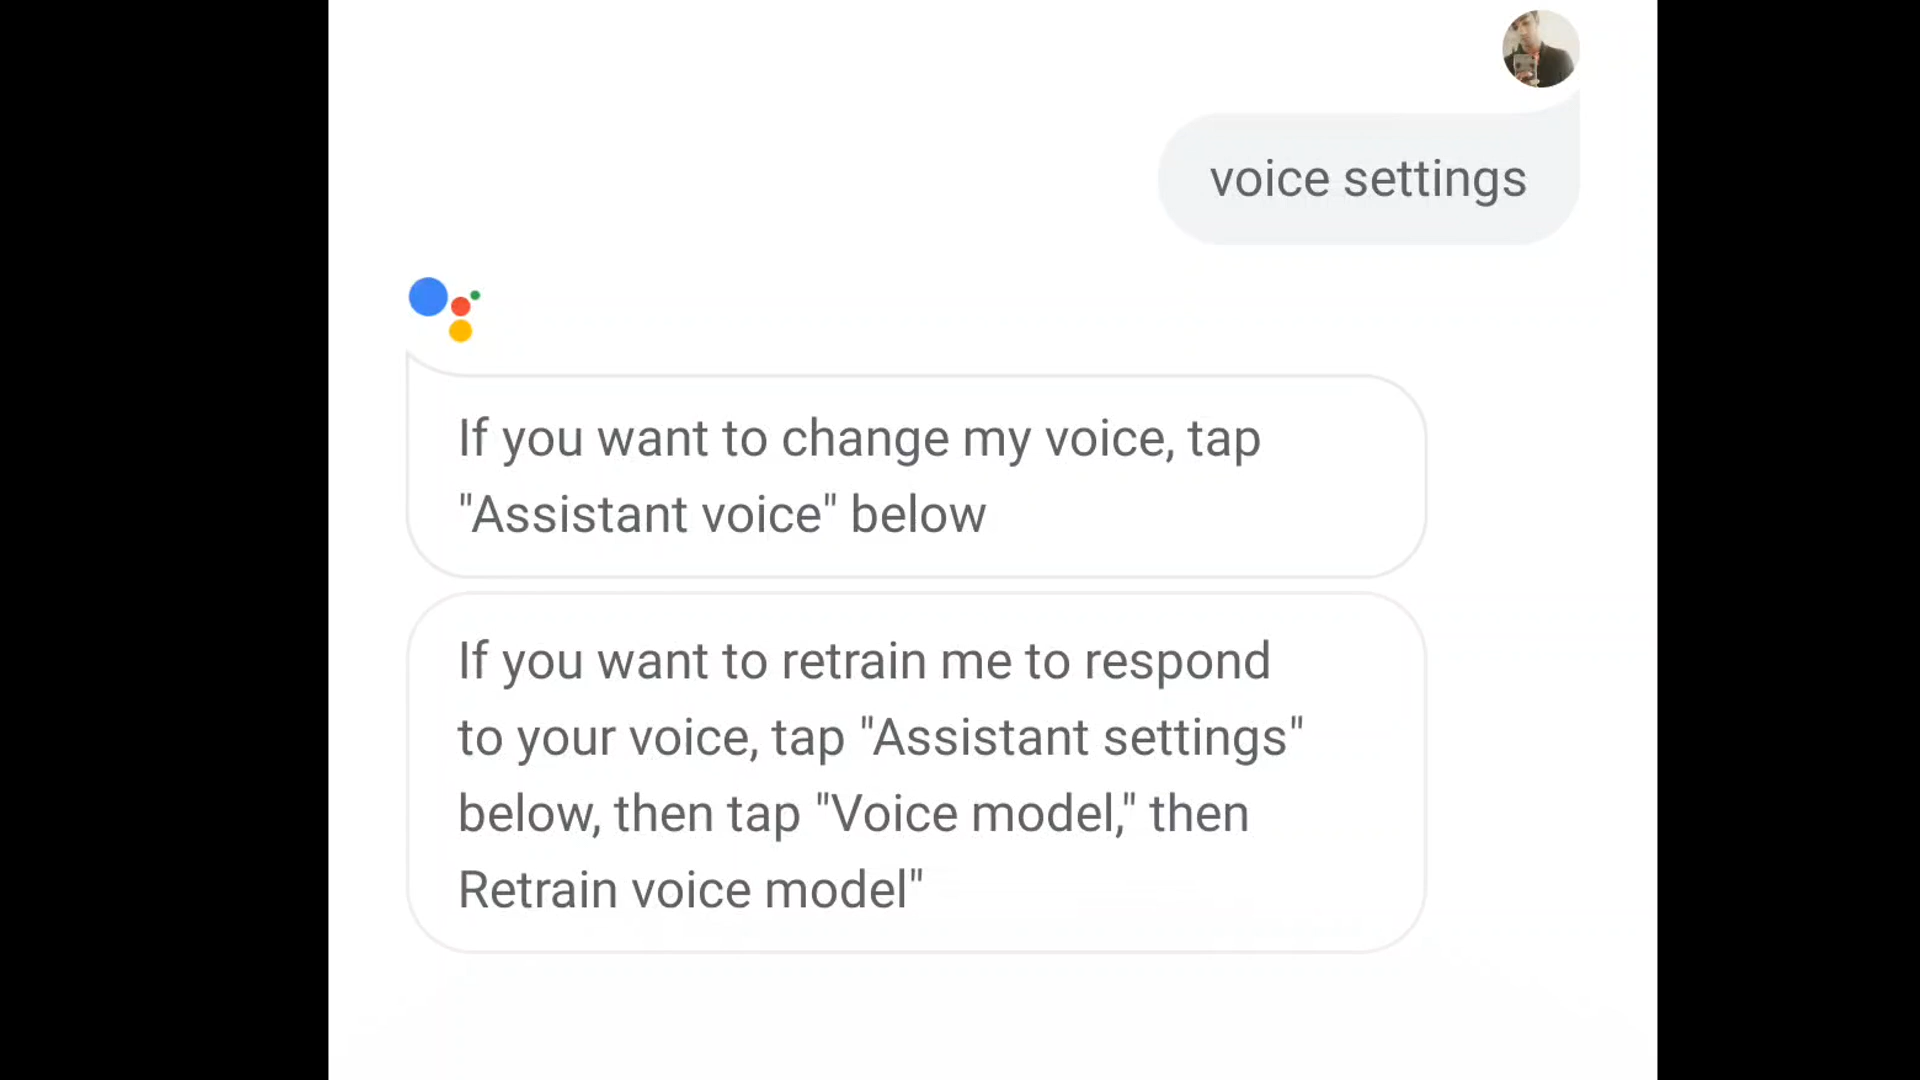 voice settings
If you want to change my voice, tap
"Assistant voice" below
If you want to retrain me to respond
to your voice, tap "Assistant settings"
below, then tap "Voice model," then
Retrain voice model"